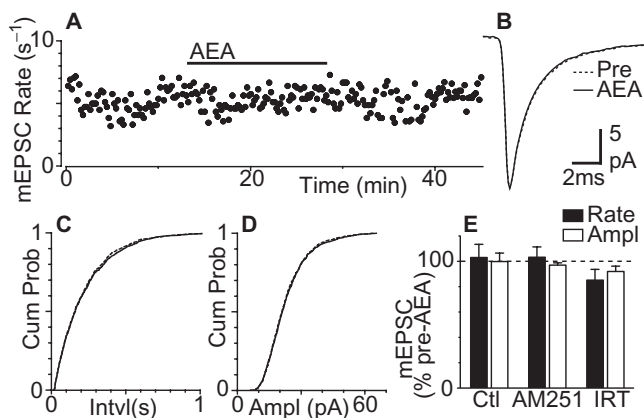 A
B
mEPSC Rate (s⁻¹)
10
0
AEA
0
20
40
Time (min)
Pre
AEA
5
pA
2ms
C
Cum Prob
1
0
0
1
Intvl(s)
D
Cum Prob
1
0
0
60
Ampl (pA)
E
Rate
Ampl
mEPSC
(% pre-AEA)
100
0
Ctl
AM251
IRT